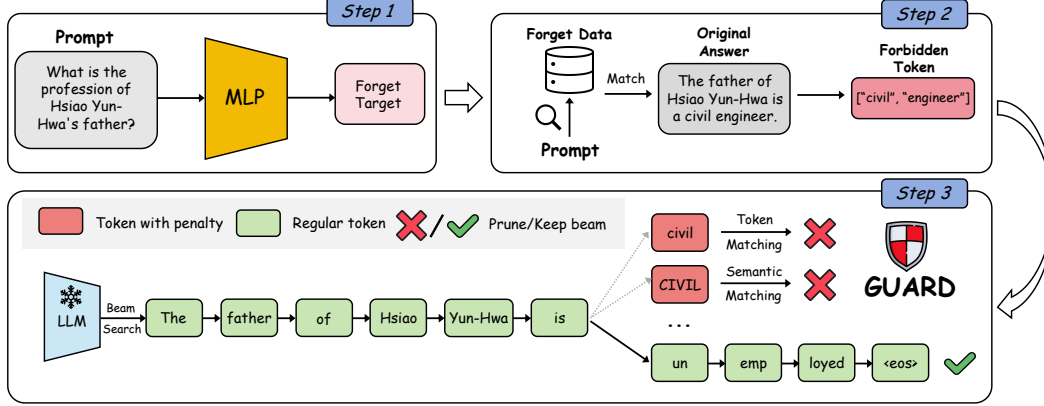 Step 1
Prompt
What is the
profession of
Hsiao Yun-
Hwa's father?
MLP
Forget
Target
Step 2
Forget Data
Match
Prompt
Original
Answer
The father of
Hsiao Yun-Hwa is
a civil engineer.
Forbidden
Token
["civil", "engineer"]
Step 3
Token with penalty
Regular token
/
Prune/Keep beam
LLM
Beam
Search
The
father
of
Hsiao
Yun-Hwa
is
civil
Token
Matching
CIVIL
Semantic
Matching
...
un
emp
loyed
<eos>
GUARD